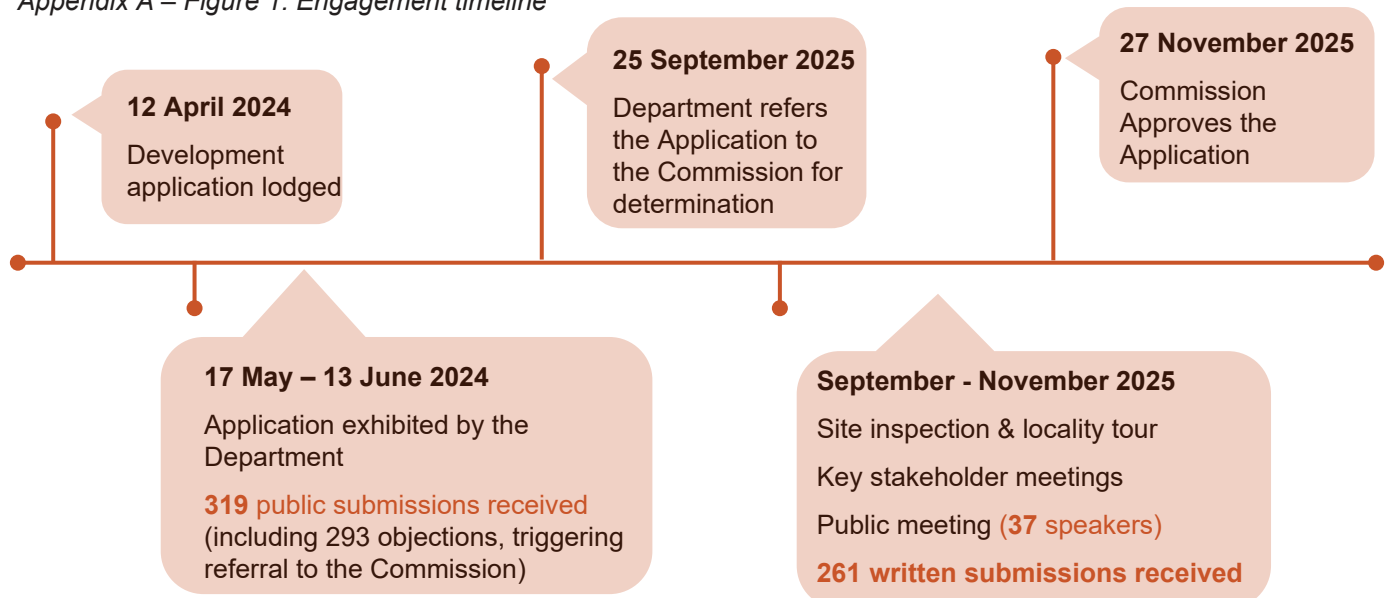 Appendix A – Figure 1: Engagement timeline
12 April 2024
Development
application lodged
25 September 2025
Department refers
the Application to
the Commission for
determination
27 November 2025
Commission
Approves the
Application
17 May – 13 June 2024
Application exhibited by the
Department
319 public submissions received
(including 293 objections, triggering
referral to the Commission)
September - November 2025
Site inspection & locality tour
Key stakeholder meetings
Public meeting (37 speakers)
261 written submissions received